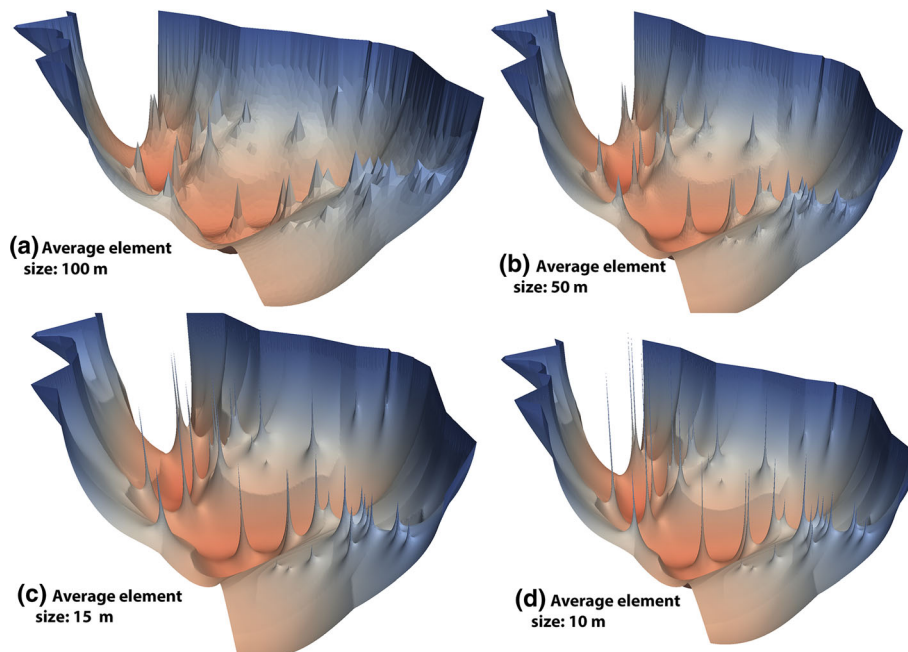 (a) Average element
size: 100 m
(b) Average element
size: 50 m
(c) Average element
size: 15 m
(d) Average element
size: 10 m